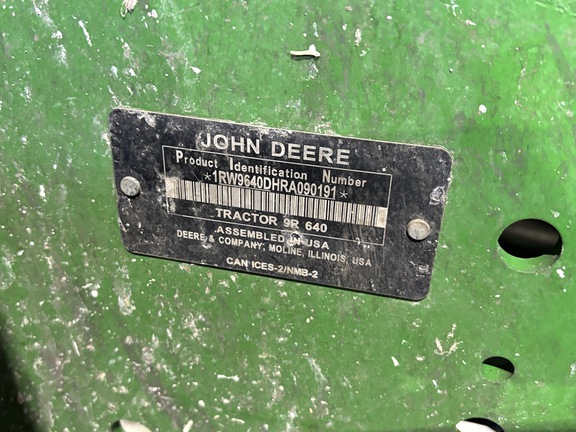 JOHN DEERE
Product Identification Number
*1RW9640DHRA090191*
TRACTOR 9R 640
ASSEMBLED IN USA
DEERE & COMPANY, MOLINE, ILLINOIS, USA
CAN ICES-2/NMB-2